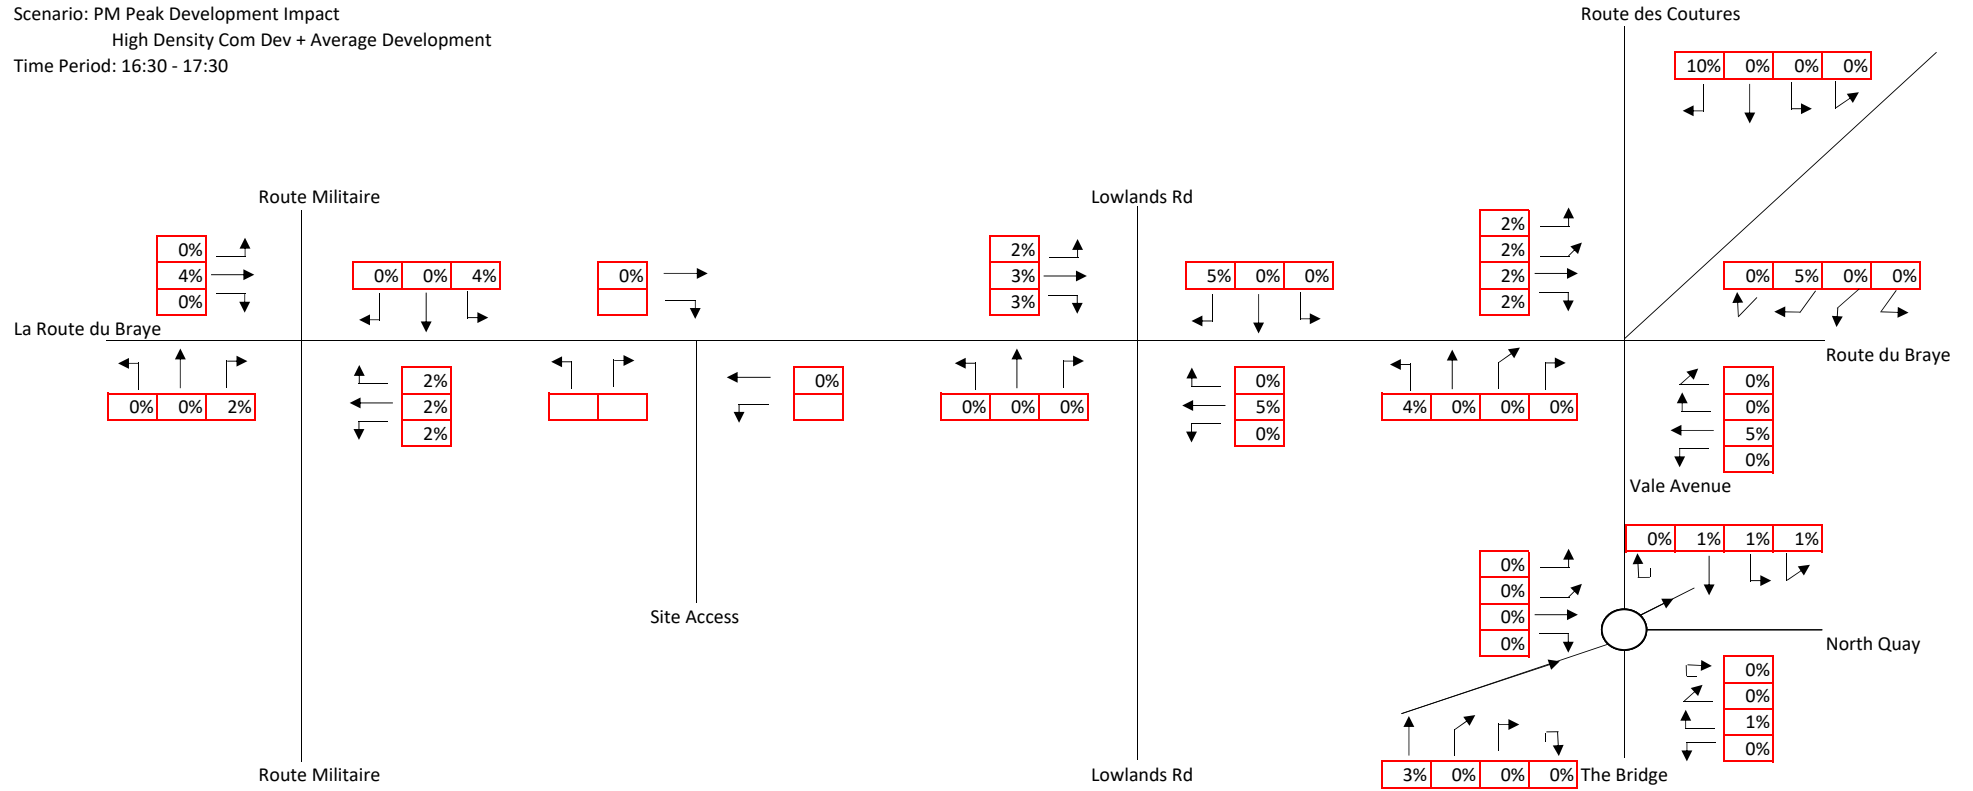 Scenario: PM Peak Development Impact
High Density Com Dev + Average Development
Time Period: 16:30 - 17:30
Route des Coutures
10% 0% 0% 0%
Route Militaire
Lowlands Rd
0%
4%
0%
0% 0% 4%
0%
2%
3%
3%
5% 0% 0%
2%
2%
2%
2%
0% 5% 0% 0%
La Route du Braye
Route du Braye
0% 0% 2%
2%
2%
2%
0%
0% 0% 0%
0%
5%
0%
4% 0% 0% 0%
0%
0%
5%
0%
Vale Avenue
0% 1% 1% 1%
0%
0%
0%
0%
Site Access
North Quay
0%
0%
1%
0%
Route Militaire
Lowlands Rd
3% 0% 0% 0%
The Bridge